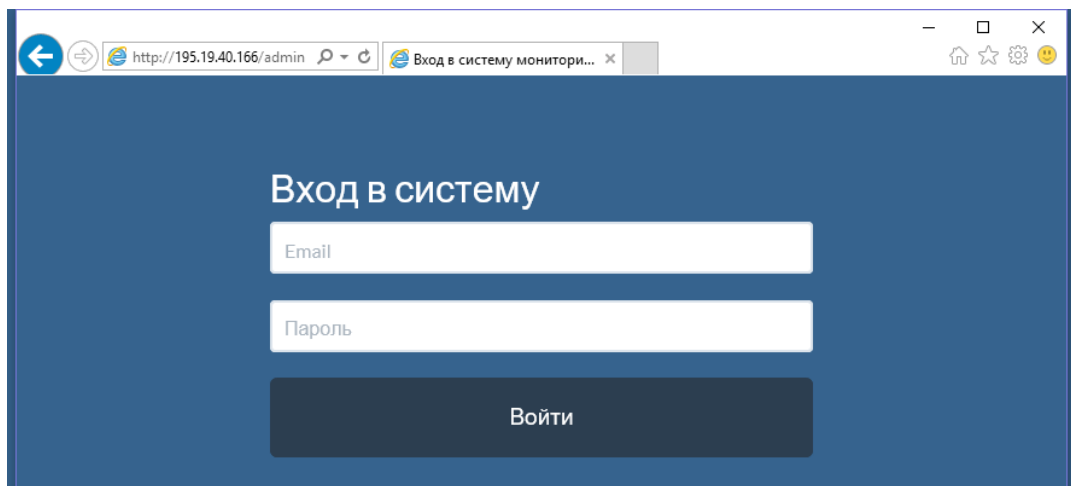 http://195.19.40.166/admin
Вход в систему монитори...
Вход в систему
Email
Пароль
Войти